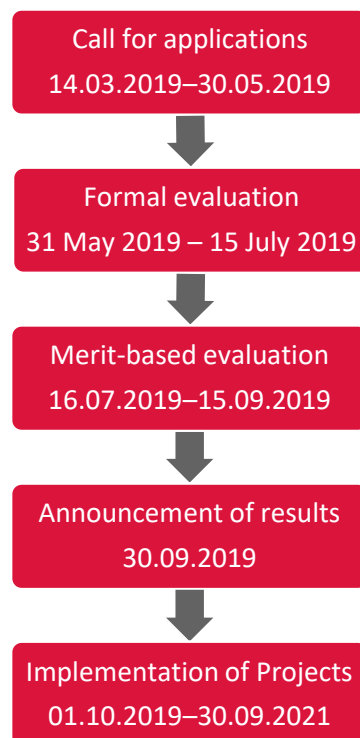 Call for applications
14.03.2019–30.05.2019
Formal evaluation
31 May 2019 – 15 July 2019
Merit-based evaluation
16.07.2019–15.09.2019
Announcement of results
30.09.2019
Implementation of Projects
01.10.2019–30.09.2021